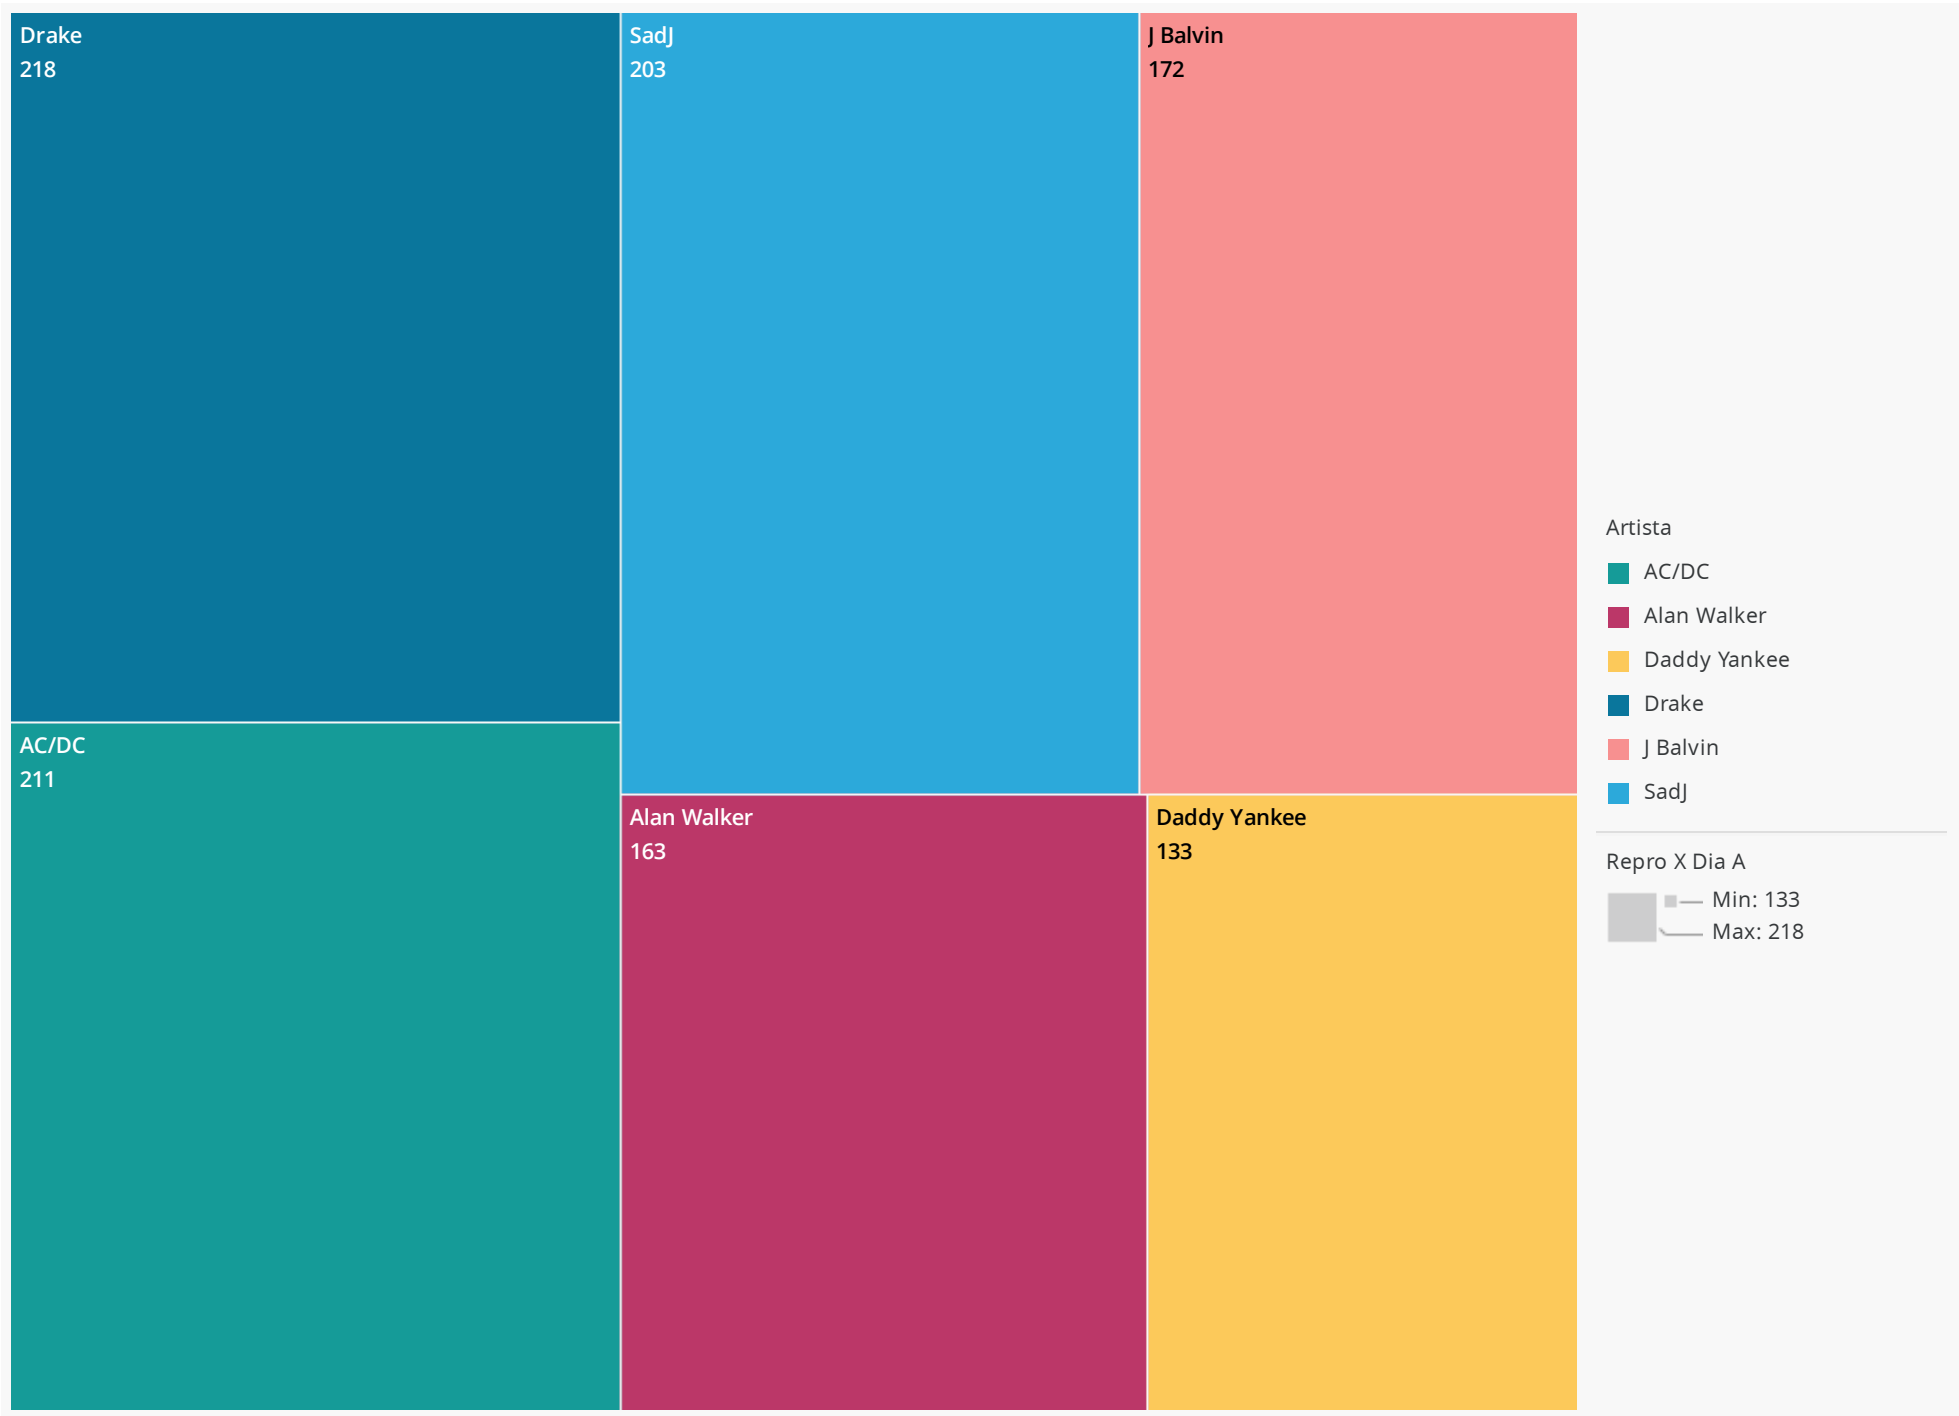 Drake
218
SadJ
203
J Balvin
172
AC/DC
211
Alan Walker
163
Daddy Yankee
133
Artista
AC/DC
Alan Walker
Daddy Yankee
Drake
J Balvin
SadJ
Repro X Dia A
Min: 133
Max: 218